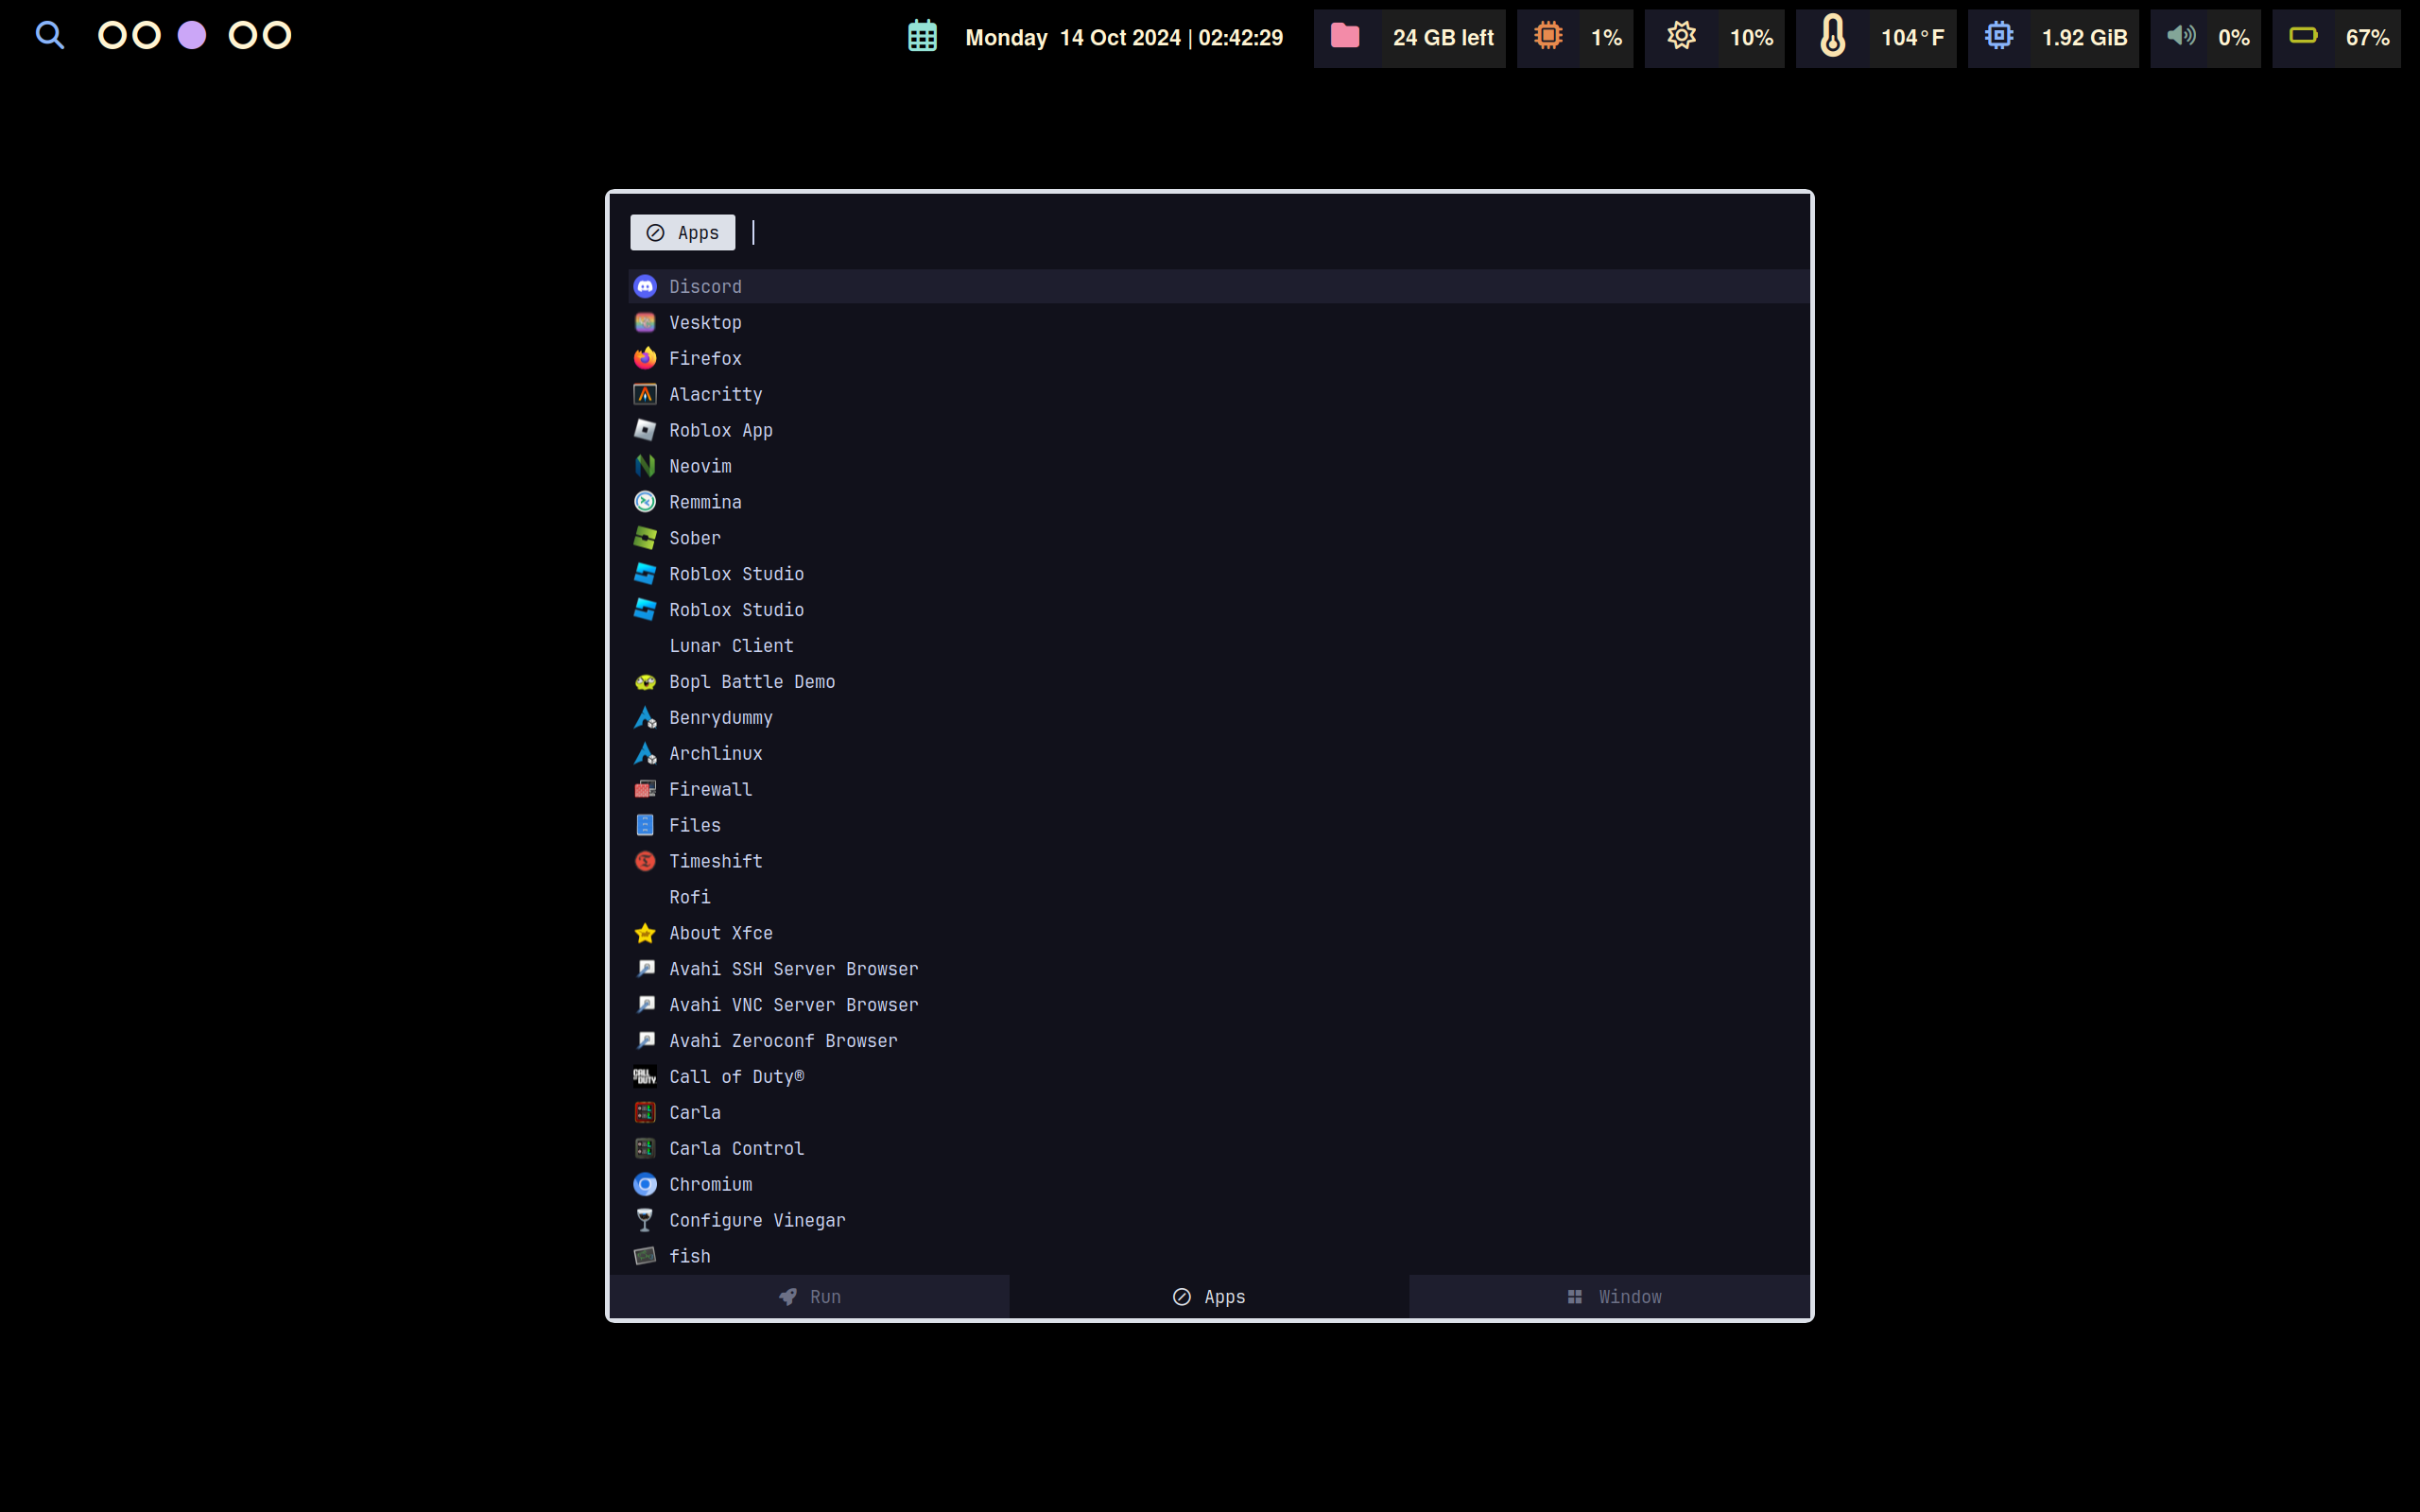 Monday 14 Oct 2024 | 02:42:29 24 GB left 1% 10% 104°F 1.92 GiB 0% 67%
Apps
Discord
Vesktop
Firefox
Alacritty
Roblox App
Neovim
Remmina
Sober
Roblox Studio
Roblox Studio
Lunar Client
Bopl Battle Demo
Benrydummy
Archlinux
Firewall
Files
Timeshift
Rofi
About Xfce
Avahi SSH Server Browser
Avahi VNC Server Browser
Avahi Zeroconf Browser
CALL OF DUTY Call of Duty®
Carla
Carla Control
Chromium
Configure Vinegar
fish
Run Apps Window